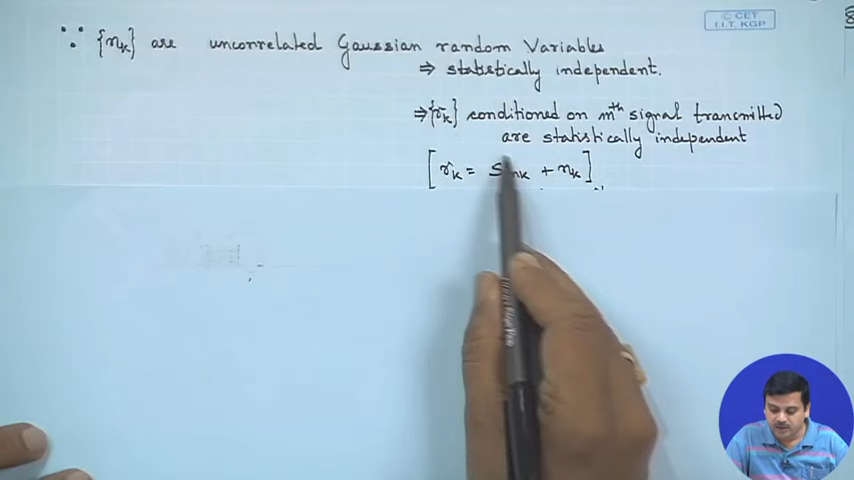 ∵ {nₖ} are uncorrelated Gaussian random Variables
⇒ statistically independent.
⇒ {rₖ} conditioned on mᵗʰ signal transmitted
are statistically independent
[rₖ = Sₘₖ + nₖ]
© CET
I.I.T. KGP